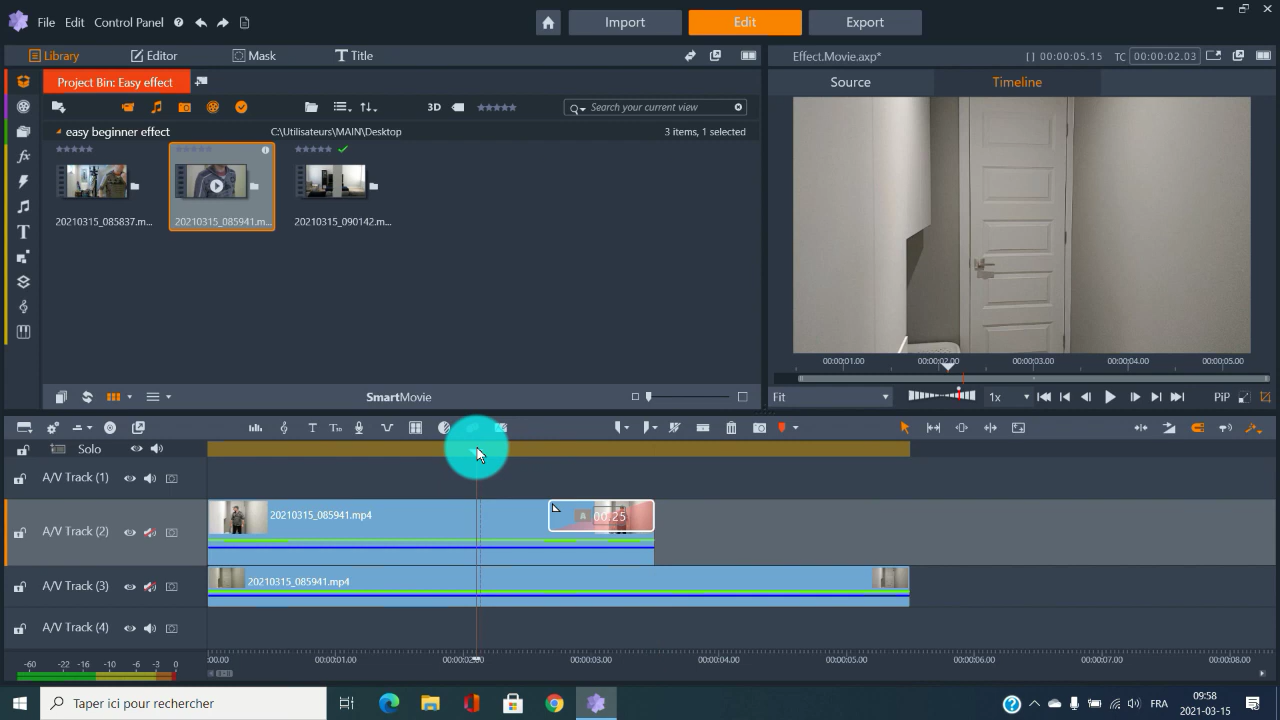 File Edit Control Panel
Import Edit Export
Library Editor Mask Title
Effect.Movie.axp* [] 00:00:05.15 TC 00:00:02.03
Project Bin: Easy effect
Source Timeline
3D Search your current view
easy beginner effect C:\Utilisateurs\MAIN\Desktop 3 items, 1 selected
20210315_085837.m... 20210315_085941.m... 20210315_090142.m...
00:00:01.00 00:00:02.00 00:00:03.00 00:00:04.00 00:00:05.00
SmartMovie
Fit 1x PiP
Solo
A/V Track (1)
A/V Track (2) 20210315_085941.mp4 A 00:25
A/V Track (3) 20210315_085941.mp4
A/V Track (4)
-60 -22 -16 -10 -6 -3 0
:00.00 00:00:01.00 00:00:02.00 00:00:03.00 00:00:04.00 00:00:05.00 00:00:06.00 00:00:07.00 00:00:08.00
Taper ici pour rechercher
FRA
09:58
2021-03-15